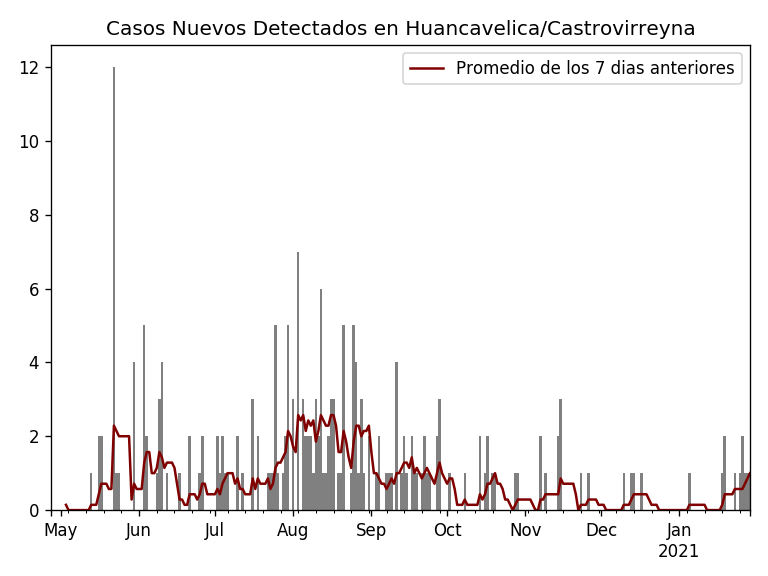 Casos Nuevos Detectados en Huancavelica/Castrovirreyna
Promedio de los 7 dias anteriores
12
10
8
6
4
2
0
May Jun Jul Aug Sep Oct Nov Dec Jan
2021